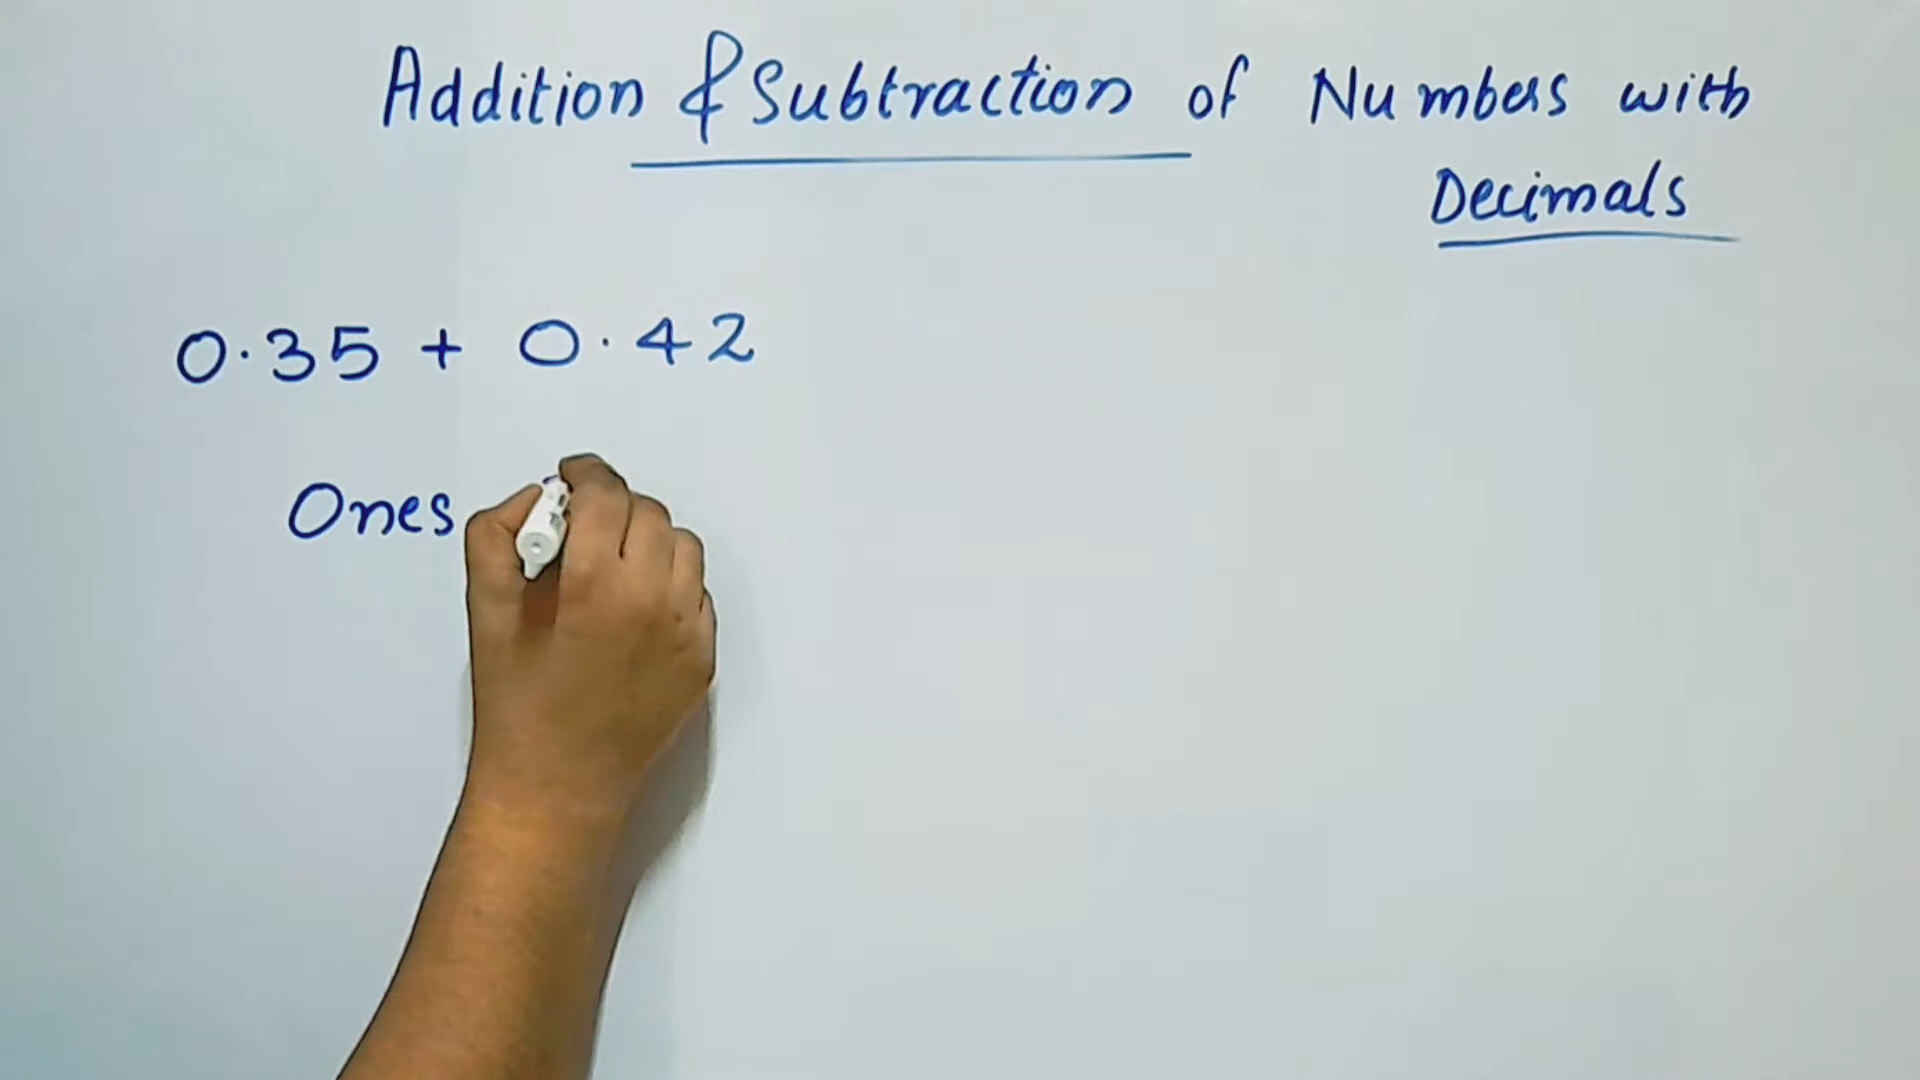 Addition & Subtraction of Numbers with
Decimals
0.35 + 0.42
Ones